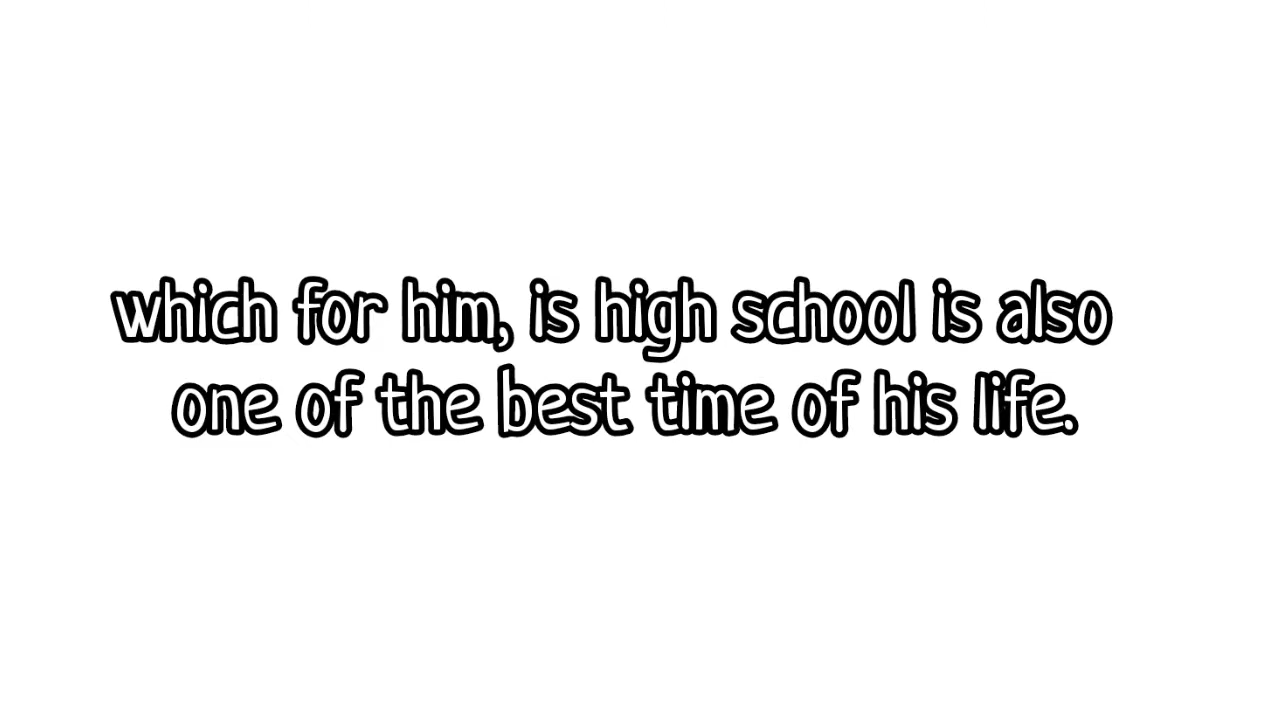 which for him, is high school is also
one of the best time of his life.